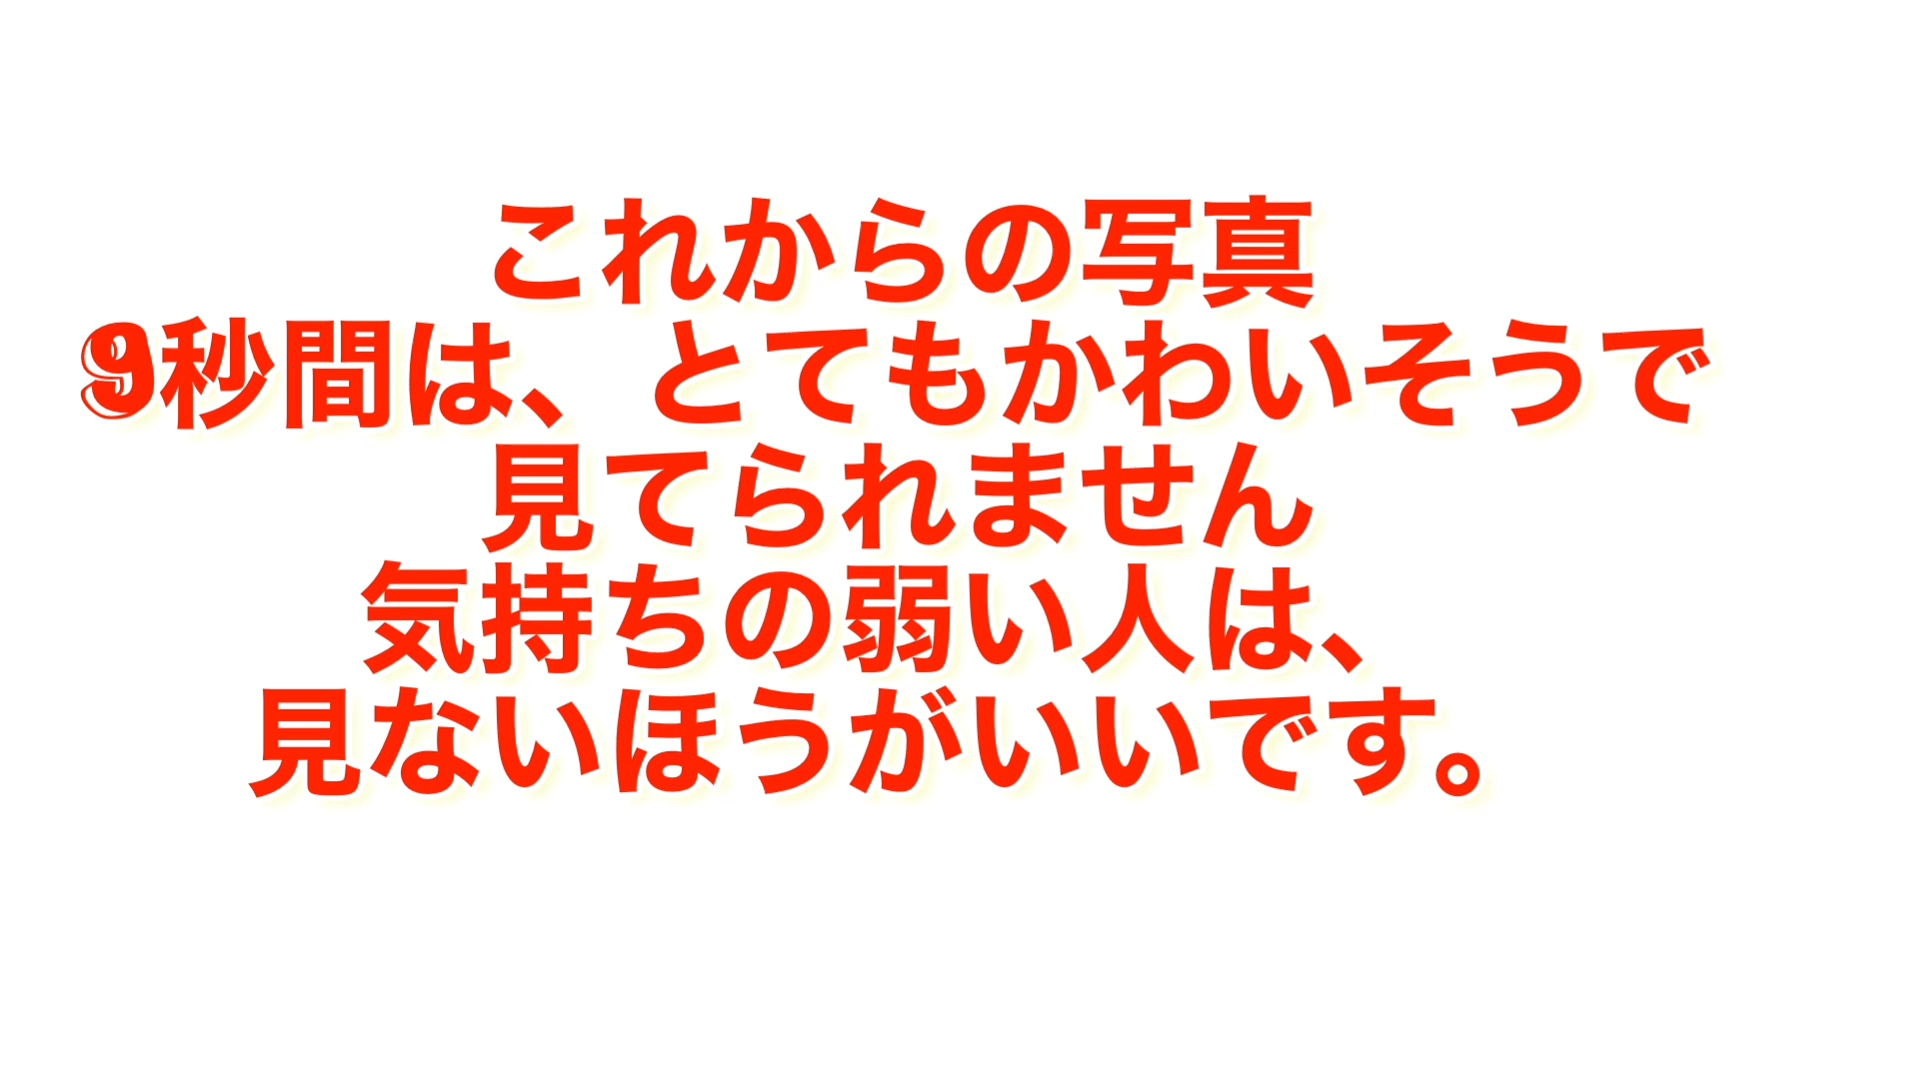 これからの写真
9秒間は、とてもかわいそうで
見てられません
気持ちの弱い人は、
見ないほうがいいです。